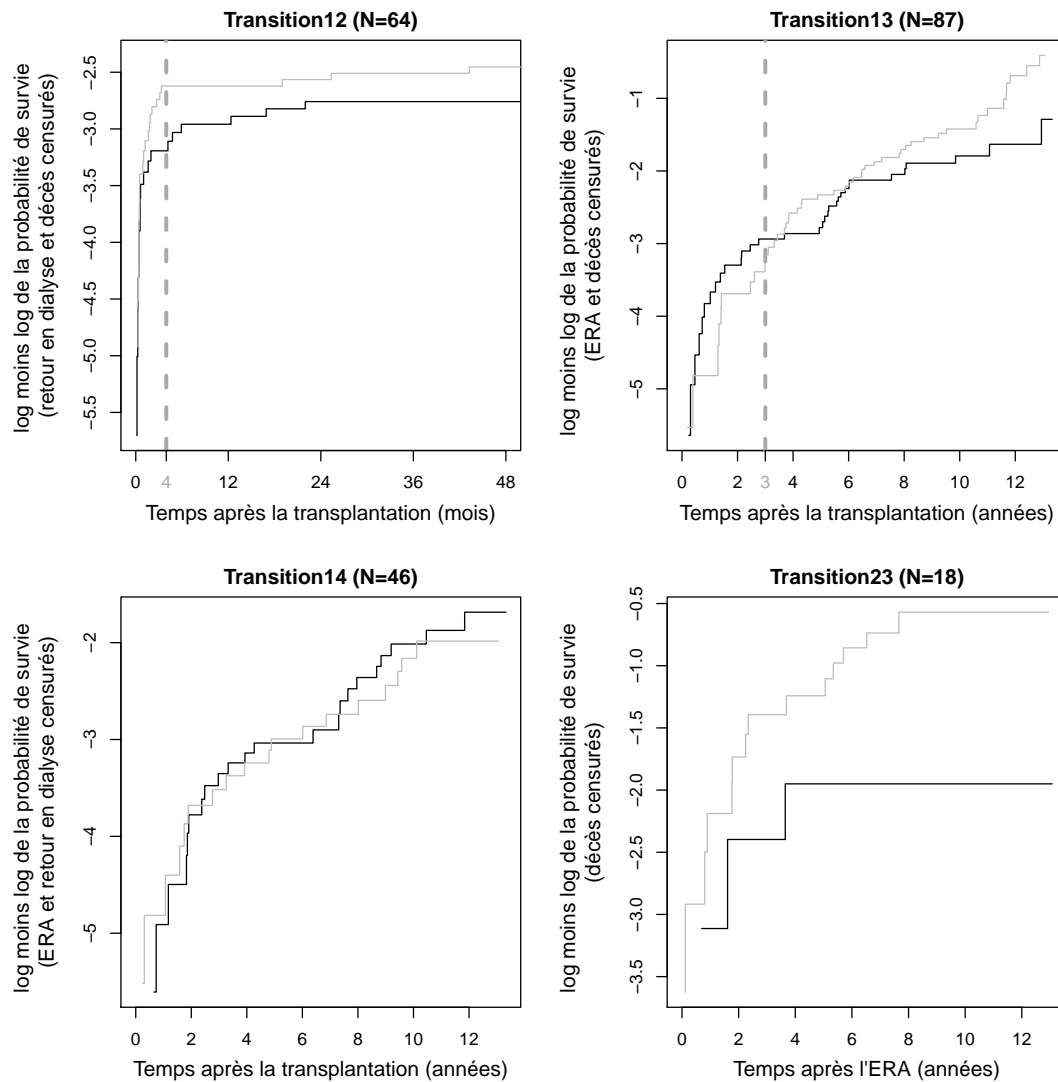 Transition12 (N=64)
log moins log de la probabilité de survie
(retour en dialyse et décès censurés)
−2.5
−3.0
−3.5
−4.0
−4.5
−5.0
−5.5
0 4 12 24 36 48
Temps après la transplantation (mois)
Transition13 (N=87)
log moins log de la probabilité de survie
(ERA et décès censurés)
−1
−2
−3
−4
−5
0 2 3 4 6 8 10 12
Temps après la transplantation (années)
Transition14 (N=46)
log moins log de la probabilité de survie
(ERA et retour en dialyse censurés)
−2
−3
−4
−5
0 2 4 6 8 10 12
Temps après la transplantation (années)
Transition23 (N=18)
log moins log de la probabilité de survie
(décès censurés)
−0.5
−1.0
−1.5
−2.0
−2.5
−3.0
−3.5
0 2 4 6 8 10 12
Temps après l'ERA (années)